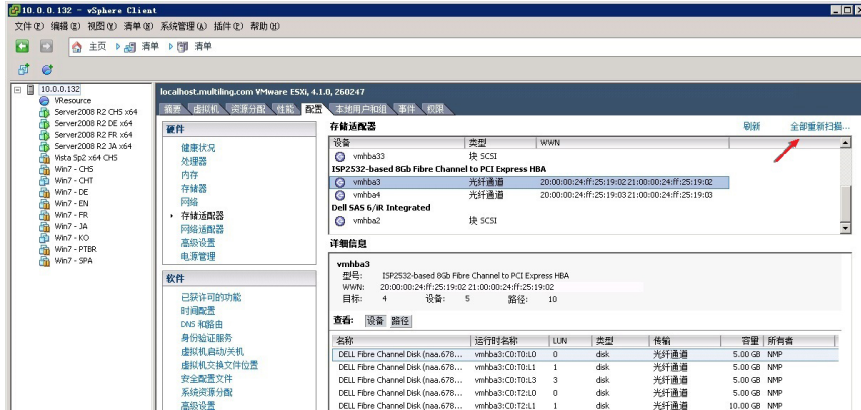 10.0.0.132 - vSphere Client
文件(F) 编辑(E) 视图(V) 清单(N) 系统管理(A) 插件(P) 帮助(H)
主页 清单 清单
10.0.0.132
VResource
Server2008 R2 CHS x64
Server2008 R2 DE x64
Server2008 R2 FR x64
Server2008 R2 JA x64
Vista Sp2 x64 CHS
Win7 - CHS
Win7 - CHT
Win7 - DE
Win7 - EN
Win7 - FR
Win7 - JA
Win7 - KO
Win7 - PTBR
Win7 - SPA
localhost.multiling.com VMware ESXi, 4.1.0, 260247
摘要 虚拟机 资源分配 性能 配置 本地用户和组 事件 权限
硬件
健康状况
处理器
内存
存储器
网络
存储适配器
网络适配器
高级设置
电源管理
软件
已获许可的功能
时间配置
DNS 和路由
身份验证服务
虚拟机启动/关机
虚拟机交换文件位置
安全配置文件
系统资源分配
高级设置
存储适配器 刷新 全部重新扫描...
设备 类型 WWN
vmhba33 块 SCSI
ISP2532-based 8Gb Fibre Channel to PCI Express HBA
vmhba3 光纤通道 20:00:00:24:ff:25:19:02 21:00:00:24:ff:25:19:02
vmhba4 光纤通道 20:00:00:24:ff:25:19:03 21:00:00:24:ff:25:19:03
Dell SAS 6/iR Integrated
vmhba2 块 SCSI
详细信息
vmhba3
型号: ISP2532-based 8Gb Fibre Channel to PCI Express HBA
WWN: 20:00:00:24:ff:25:19:02 21:00:00:24:ff:25:19:02
目标: 4 设备: 5 路径: 10
查看: 设备 路径
名称 运行时名称 LUN 类型 传输 容量 所有者
DELL Fibre Channel Disk (naa.678... vmhba3:C0:T0:L0 0 disk 光纤通道 5.00 GB NMP
DELL Fibre Channel Disk (naa.678... vmhba3:C0:T0:L1 1 disk 光纤通道 5.00 GB NMP
DELL Fibre Channel Disk (naa.678... vmhba3:C0:T0:L3 3 disk 光纤通道 5.00 GB NMP
DELL Fibre Channel Disk (naa.678... vmhba3:C0:T2:L0 0 disk 光纤通道 5.00 GB NMP
DELL Fibre Channel Disk (naa.678... vmhba3:C0:T2:L1 1 disk 光纤通道 10.00 GB NMP